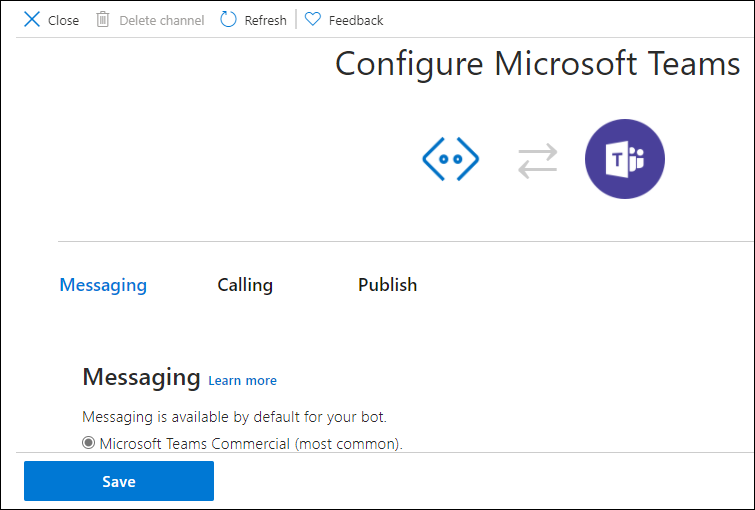 Close Delete channel Refresh Feedback
Configure Microsoft Teams
T
Messaging Calling Publish
Messaging Learn more
Messaging is available by default for your bot.
Microsoft Teams Commercial (most common).
Save